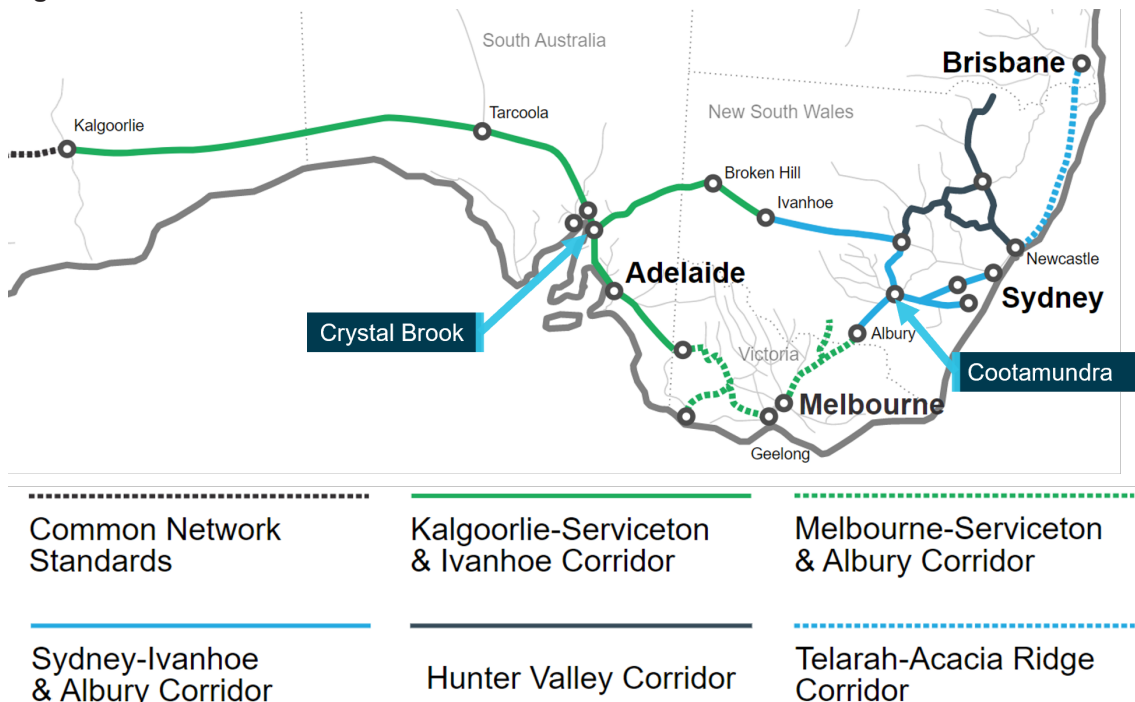 South Australia
Brisbane
New South Wales
Tarcoola
Kalgoorlie
Broken Hill
Ivanhoe
Newcastle
Adelaide
Sydney
Crystal Brook
Albury
Victoria
Cootamundra
Melbourne
Geelong
Common Network
Standards
Kalgoorlie-Serviceton
& Ivanhoe Corridor
Melbourne-Serviceton
& Albury Corridor
Sydney-Ivanhoe
& Albury Corridor
Hunter Valley Corridor
Telarah-Acacia Ridge
Corridor